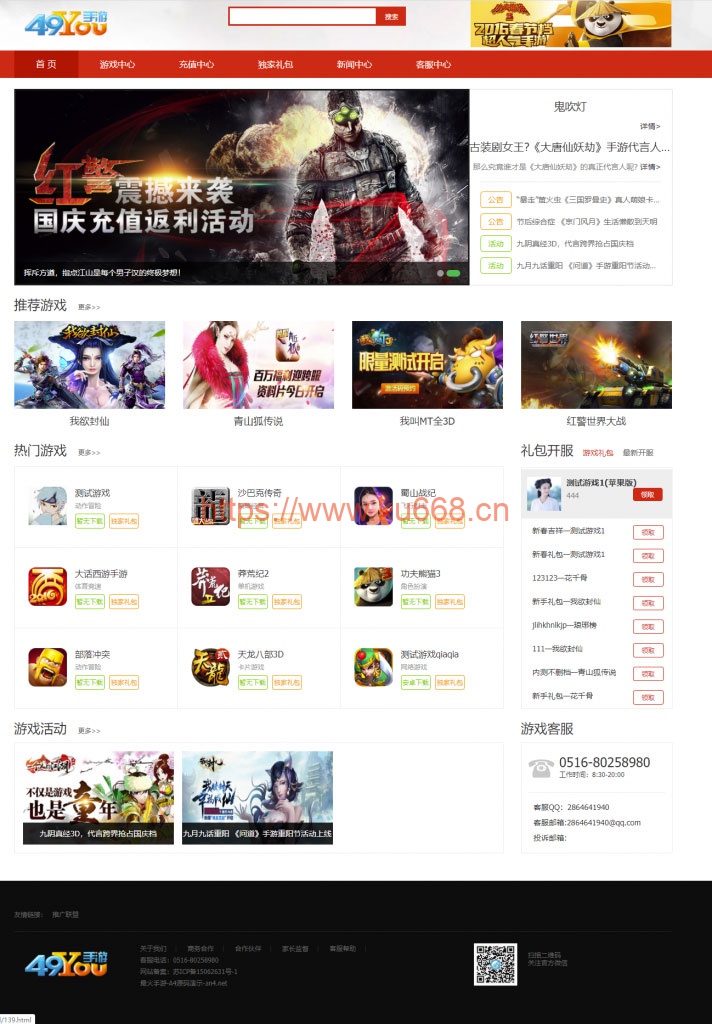 49You手游
搜索
2016春节档
超人气手游
首 页
游戏中心
充值中心
独家礼包
新闻中心
客服中心
红警震撼来袭
国庆充值返利活动
挥斥方遒，指点江山是每个男子汉的终极梦想！
鬼吹灯
详情>
古装剧女王?《大唐仙妖劫》手游代言人...
那么究竟谁才是《大唐仙妖劫》的真正代言人呢? 详情>
公告 "暴走"萤火虫《三国罗曼史》真人萌娘卡...
公告 节后综合症 《京门风月》生活懒散到天明
活动 九阴真经3D，代言跨界抢占国庆档
活动 九月九话重阳 《问道》手游重阳节活动...
推荐游戏 更多>>
我欲封仙
百万福利迎跨服
资料片今日开启
限量测试开启
红警世界
我欲封仙
青山狐传说
我叫MT全3D
红警世界大战
热门游戏 更多>>
测试游戏
动作冒险
暂无下载 独家礼包
沙巴克传奇
暂无下载 独家礼包
蜀山战纪
暂无下载 独家礼包
https://www.ku668.cn
大话西游手游
体育竞速
暂无下载 独家礼包
莽荒纪2
单机游戏
暂无下载 独家礼包
功夫熊猫3
角色扮演
暂无下载 独家礼包
部落冲突
动作冒险
暂无下载 独家礼包
天龙八部3D
卡片游戏
暂无下载 独家礼包
测试游戏qiaqia
网络游戏
安卓下载 独家礼包
礼包开服 游戏礼包 最新开服
测试游戏1(苹果版)
444
领取
新春吉祥—测试游戏1 领取
新春礼包—测试游戏1 领取
123123—花千骨 领取
新手礼包—我欲封仙 领取
jlihkhnlkjp—琅琊榜 领取
111—我欲封仙 领取
内测不删档—青山狐传说 领取
新手礼包—花千骨 领取
游戏活动 更多>>
不仅是游戏
也是童年
九阴真经3D，代言跨界抢占国庆档
九月九话重阳 《问道》手游重阳节活动上线
游戏客服
0516-80258980
工作时间：8:30-20:00
客服QQ：2864641940
客服邮箱:2864641940@qq.com
投诉邮箱:
友情链接： 推广联盟
49You手游
关于我们 | 商务合作 | 合作伙伴 | 家长监督 | 客服帮助 |
客服电话：0516-80258980
网站备案：苏ICP备15062631号-1
扫描二维码
关注官方微信
/139.html